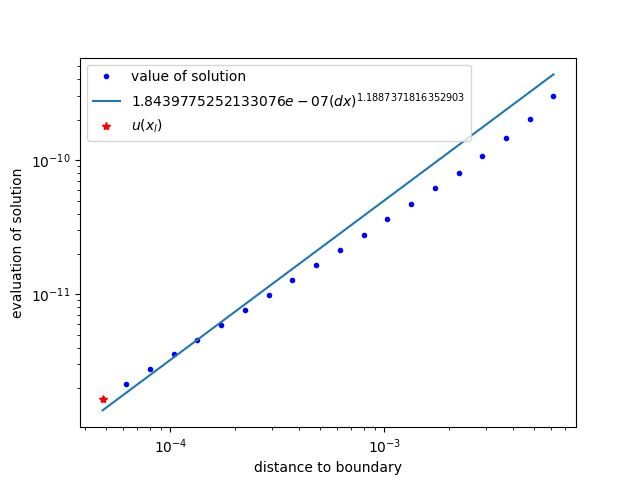 value of solution
1.8439775252133076e − 07(dx)^1.1887371816352903
u(x_l)
10^−10
10^−11
evaluation of solution
10^−4
10^−3
distance to boundary